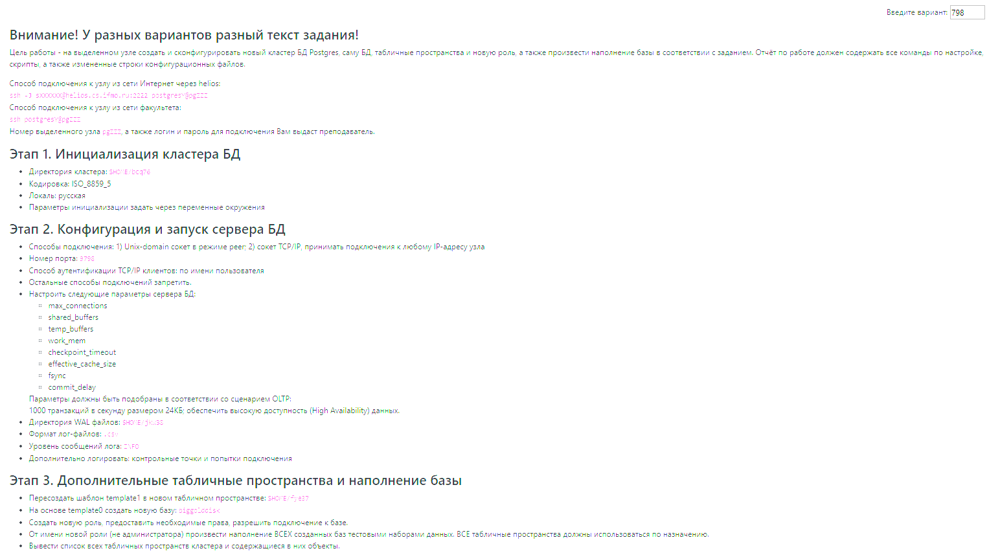 Введите вариант: 798
Внимание! У разных вариантов разный текст задания!
Цель работы - на выделенном узле создать и сконфигурировать новый кластер БД Postgres, саму БД, табличные пространства и новую роль, а также произвести наполнение базы в соответствии с заданием. Отчёт по работе должен содержать все команды по настройке,
скрипты, а также измененные строки конфигурационных файлов.
Способ подключения к узлу из сети Интернет через helios:
ssh -J sXXXXXX@helios.cs.ifmo.ru:2222 postgresY@pgZZZ
Способ подключения к узлу из сети факультета:
ssh postgresY@pgZZZ
Номер выделенного узла pgZZZ, а также логин и пароль для подключения Вам выдаст преподаватель.
Этап 1. Инициализация кластера БД
Директория кластера: $HOME/bcq76
Кодировка: ISO_8859_5
Локаль: русская
Параметры инициализации задать через переменные окружения
Этап 2. Конфигурация и запуск сервера БД
Способы подключения: 1) Unix-domain сокет в режиме peer; 2) сокет TCP/IP, принимать подключения к любому IP-адресу узла
Номер порта: 9798
Способ аутентификации TCP/IP клиентов: по имени пользователя
Остальные способы подключений запретить.
Настроить следующие параметры сервера БД:
max_connections
shared_buffers
temp_buffers
work_mem
checkpoint_timeout
effective_cache_size
fsync
commit_delay
Параметры должны быть подобраны в соответствии со сценарием OLTP:
1000 транзакций в секунду размером 24КБ; обеспечить высокую доступность (High Availability) данных.
Директория WAL файлов:
Формат лог-файлов: .csv
Уровень сообщений лога: INFO
Дополнительно логировать: контрольные точки и попытки подключения
Этап 3. Дополнительные табличные пространства и наполнение базы
Пересоздать шаблон template1 в новом табличном пространстве:
На основе template0 создать новую базу: biggolddisk
Создать новую роль, предоставить необходимые права, разрешить подключение к базе.
От имени новой роли (не администратора) произвести наполнение ВСЕХ созданных баз тестовыми наборами данных. ВСЕ табличные пространства должны использоваться по назначению.
Вывести список всех табличных пространств кластера и содержащиеся в них объекты.